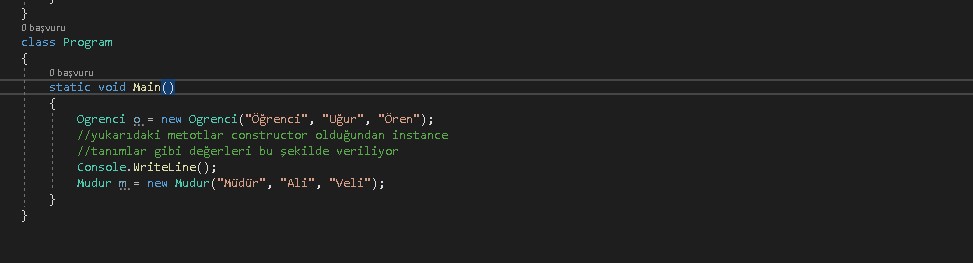 }
}
0 başvuru
class Program
{
0 başvuru
static void Main()
{
Ogrenci o = new Ogrenci("Öğrenci", "Uğur", "Ören");
//yukarıdaki metotlar constructor olduğundan instance
//tanımlar gibi değerleri bu şekilde veriliyor
Console.WriteLine();
Mudur m = new Mudur("Müdür", "Ali", "Veli");
}
}